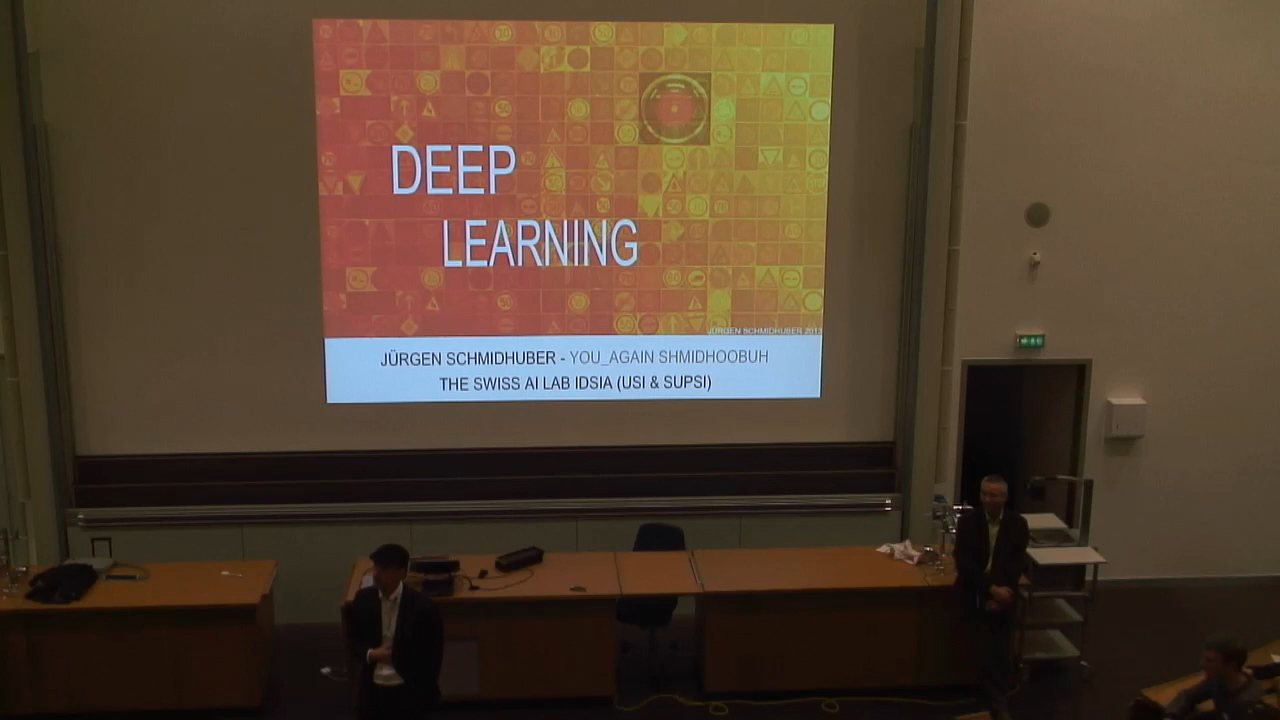 DEEP
LEARNING
JÜRGEN SCHMIDHUBER 2013
JÜRGEN SCHMIDHUBER - YOU_AGAIN SHMIDHOOBUH
THE SWISS AI LAB IDSIA (USI & SUPSI)